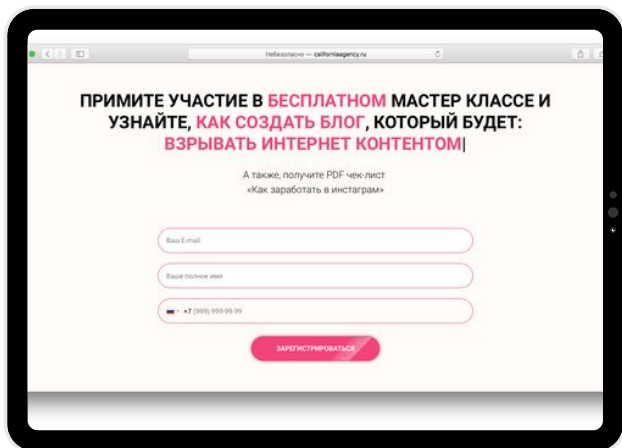 Небезопасно — californiaagency.ru
ПРИМИТЕ УЧАСТИЕ В БЕСПЛАТНОМ МАСТЕР КЛАССЕ И
УЗНАЙТЕ, КАК СОЗДАТЬ БЛОГ, КОТОРЫЙ БУДЕТ:
ВЗРЫВАТЬ ИНТЕРНЕТ КОНТЕНТОМ|
А также, получите PDF чек-лист
«Как заработать в инстаграм»
Ваш E-mail
Ваше полное имя
+7 (999) 999-99-99
ЗАРЕГИСТРИРОВАТЬСЯ